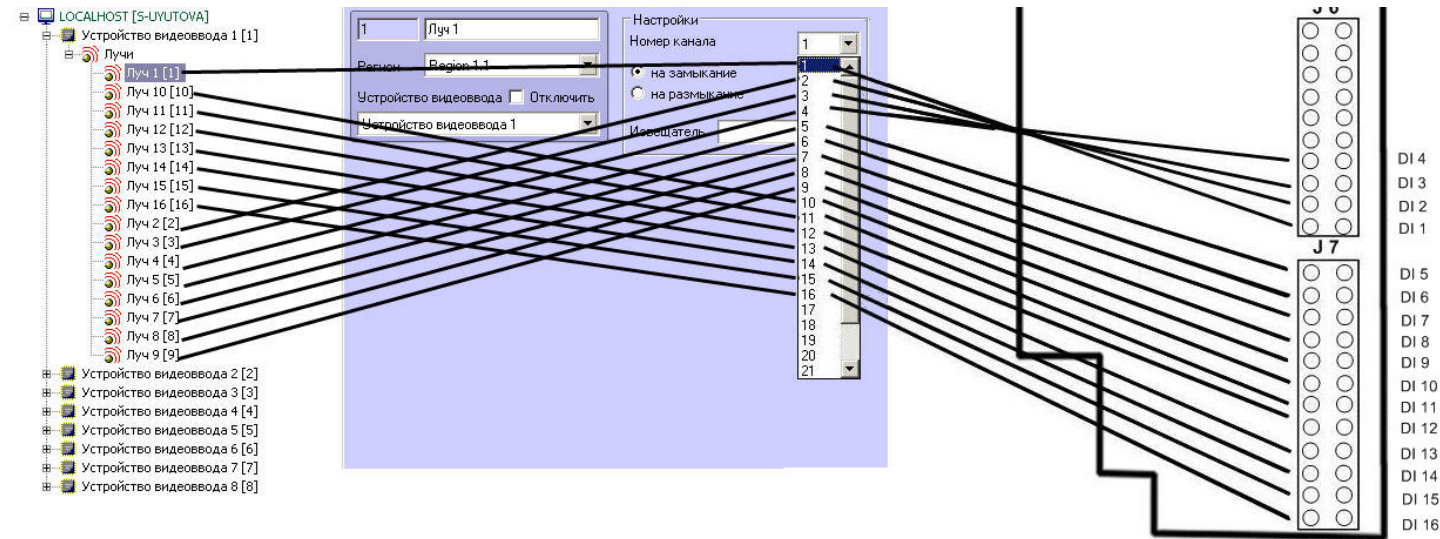 LOCALHOST [S-UYUTOVA]
Устройство видеоввода 1 [1]
Лучи
Луч 1 [1]
Луч 10 [10]
Луч 11 [11]
Луч 12 [12]
Луч 13 [13]
Луч 14 [14]
Луч 15 [15]
Луч 16 [16]
Луч 2 [2]
Луч 3 [3]
Луч 4 [4]
Луч 5 [5]
Луч 6 [6]
Луч 7 [7]
Луч 8 [8]
Луч 9 [9]
Устройство видеоввода 2 [2]
Устройство видеоввода 3 [3]
Устройство видеоввода 4 [4]
Устройство видеоввода 5 [5]
Устройство видеоввода 6 [6]
Устройство видеоввода 7 [7]
Устройство видеоввода 8 [8]
1 Луч 1
Регион Region 1.1
Устройство видеоввода Отключить
Устройство видеоввода 1
Настройки
Номер канала 1
на замыкание
на размыкание
Извещатель
1
2
3
4
5
6
7
8
9
10
11
12
13
14
15
16
17
18
19
20
21
J 6
DI 4
DI 3
DI 2
DI 1
J 7
DI 5
DI 6
DI 7
DI 8
DI 9
DI 10
DI 11
DI 12
DI 13
DI 14
DI 15
DI 16